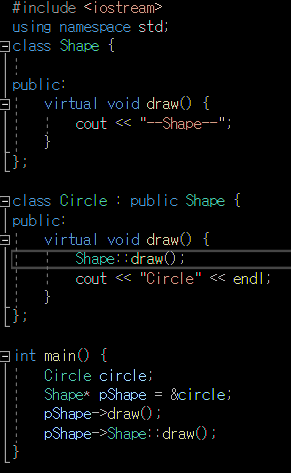 #include <iostream>
using namespace std;
class Shape {
public:
virtual void draw() {
cout << "--Shape--";
}
};
class Circle : public Shape {
public:
virtual void draw() {
Shape::draw();
cout << "Circle" << endl;
}
};
int main() {
Circle circle;
Shape* pShape = &circle;
pShape->draw();
pShape->Shape::draw();
}